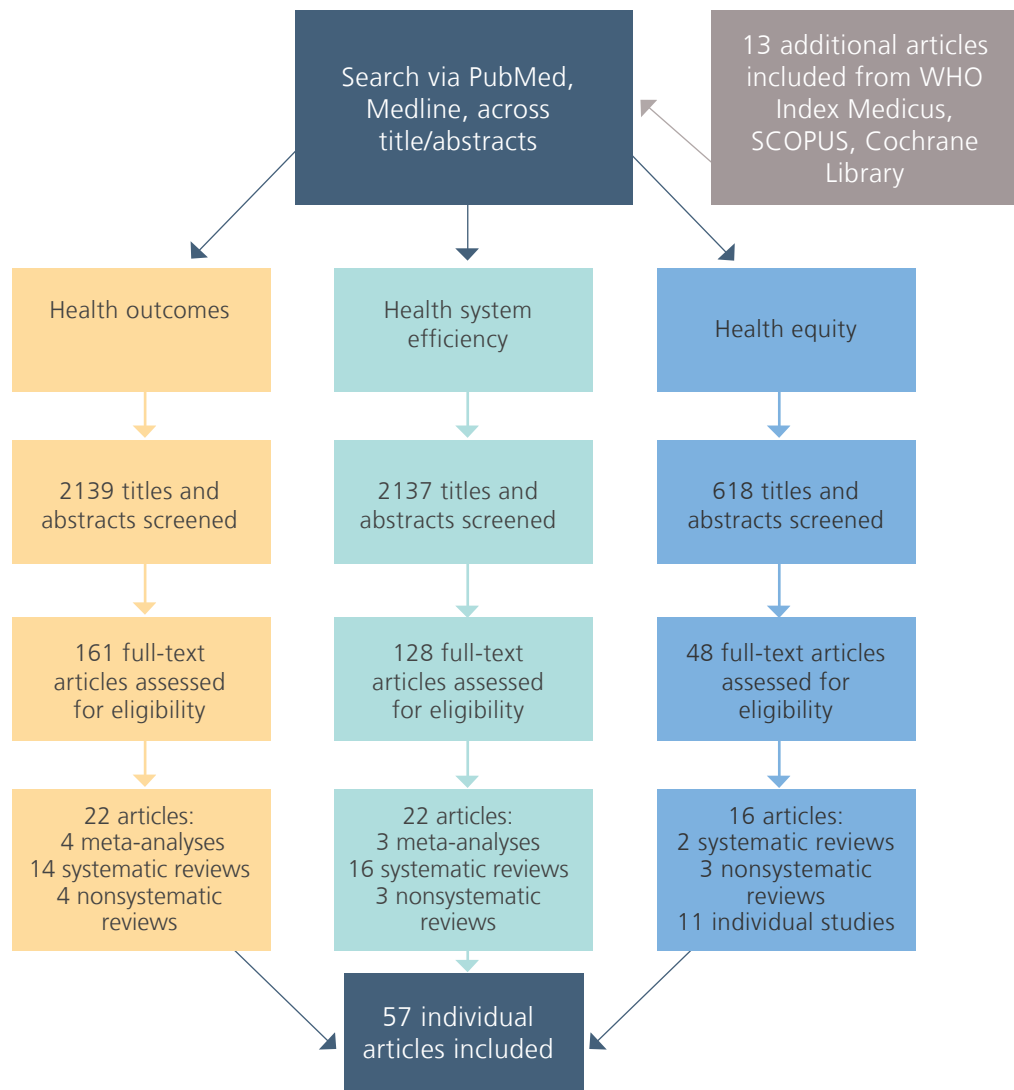 Search via PubMed,
Medline, across
title/abstracts
13 additional articles
included from WHO
Index Medicus,
SCOPUS, Cochrane
Library
Health outcomes
Health system
efficiency
Health equity
2139 titles and
abstracts screened
2137 titles and
abstracts screened
618 titles and
abstracts screened
161 full-text
articles assessed
for eligibility
128 full-text
articles assessed
for eligibility
48 full-text articles
assessed for
eligibility
22 articles:
4 meta-analyses
14 systematic reviews
4 nonsystematic
reviews
22 articles:
3 meta-analyses
16 systematic reviews
3 nonsystematic
reviews
16 articles:
2 systematic reviews
3 nonsystematic
reviews
11 individual studies
57 individual
articles included